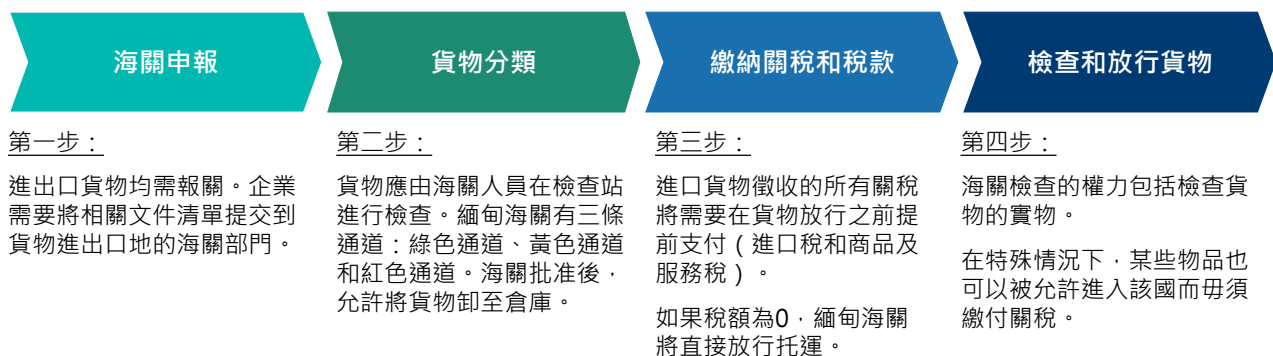 海關申報
第一步：
進出口貨物均需報關。企業
需要將相關文件清單提交到
貨物進出口地的海關部門。
貨物分類
第二步：
貨物應由海關人員在檢查站
進行檢查。緬甸海關有三條
通道：綠色通道、黃色通道
和紅色通道。海關批准後，
允許將貨物卸至倉庫。
繳納關稅和稅款
第三步：
進口貨物徵收的所有關稅
將需要在貨物放行之前提
前支付（進口稅和商品及
服務稅）。
如果稅額為0，緬甸海關
將直接放行托運。
檢查和放行貨物
第四步：
海關檢查的權力包括檢查貨
物的實物。
在特殊情況下，某些物品也
可以被允許進入該國而毋須
繳付關稅。